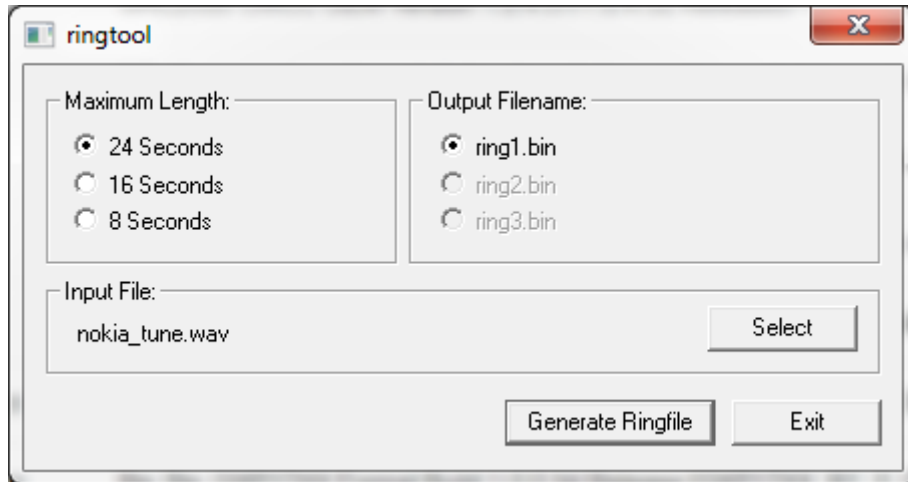 ringtool
Maximum Length:
24 Seconds
16 Seconds
8 Seconds
Output Filename:
ring1.bin
ring2.bin
ring3.bin
Input File:
nokia_tune.wav
Select
Generate Ringfile
Exit